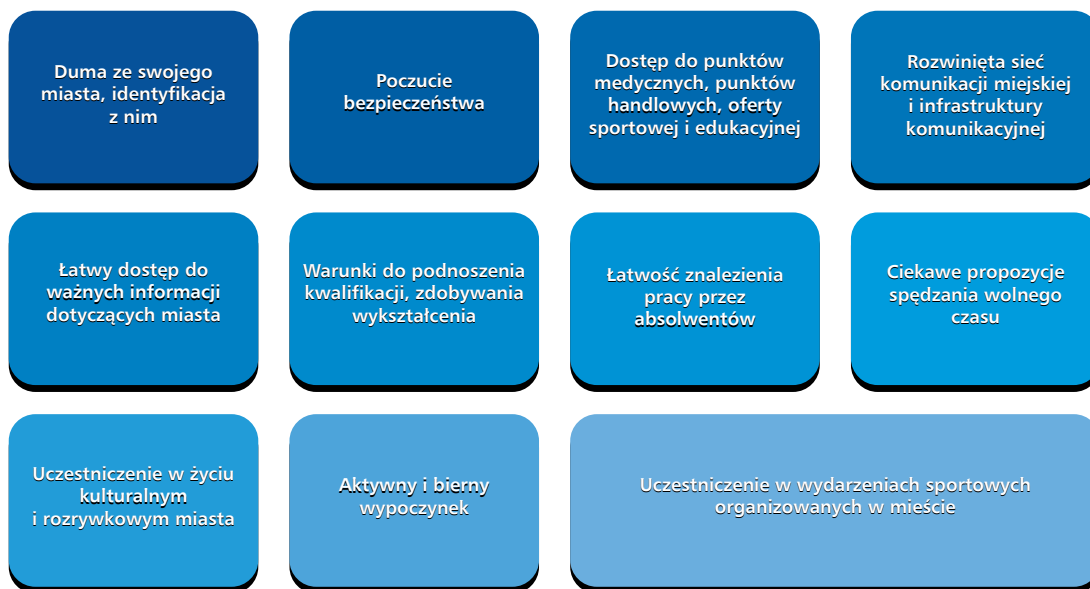 Duma ze swojego
miasta, identyfikacja
z nim
Poczucie
bezpieczeństwa
Dostęp do punktów
medycznych, punktów
handlowych, oferty
sportowej i edukacyjnej
Rozwinięta sieć
komunikacji miejskiej
i infrastruktury
komunikacyjnej
Łatwy dostęp do
ważnych informacji
dotyczących miasta
Warunki do podnoszenia
kwalifikacji, zdobywania
wykształcenia
Łatwość znalezienia
pracy przez
absolwentów
Ciekawe propozycje
spędzania wolnego
czasu
Uczestniczenie w życiu
kulturalnym
i rozrywkowym miasta
Aktywny i bierny
wypoczynek
Uczestniczenie w wydarzeniach sportowych
organizowanych w mieście